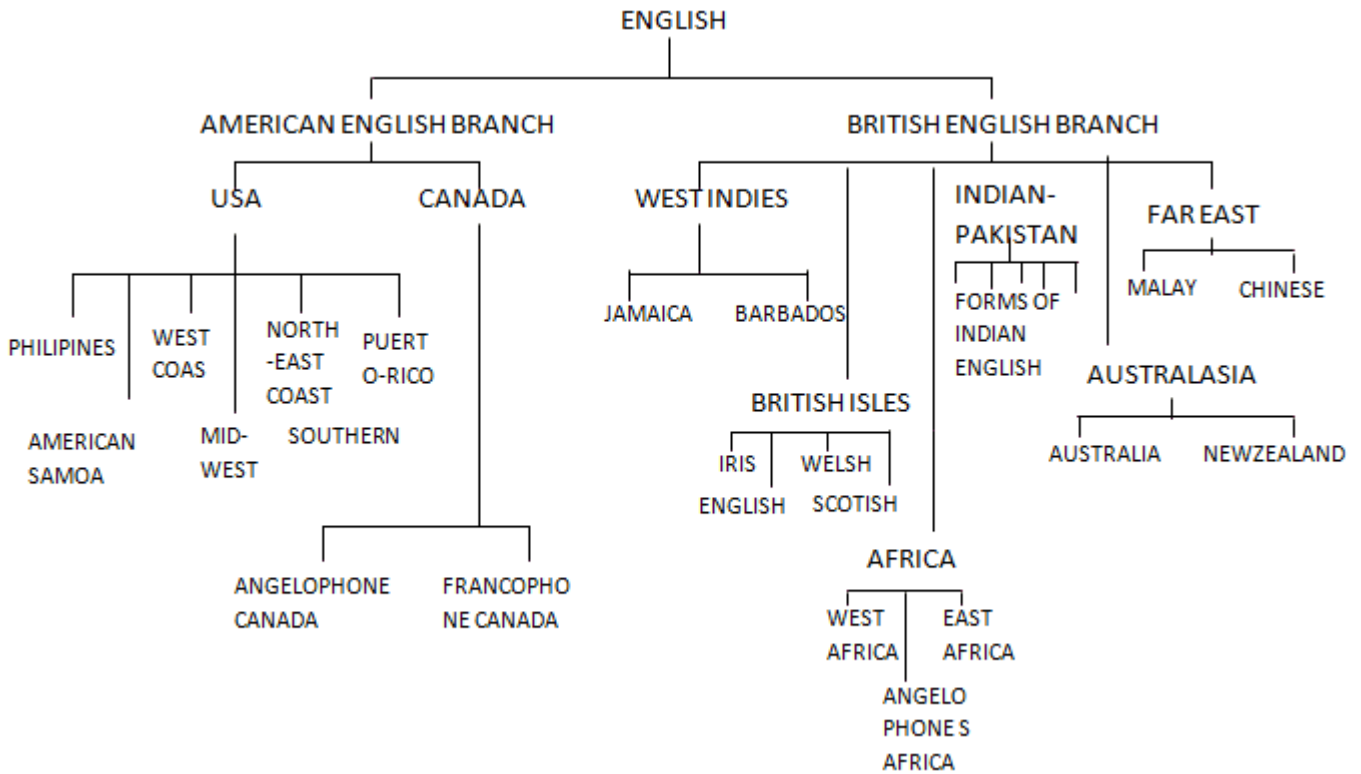 ENGLISH
AMERICAN ENGLISH BRANCH
BRITISH ENGLISH BRANCH
USA
CANADA
WEST INDIES
INDIAN-
PAKISTAN
FAR EAST
PHILIPINES
AMERICAN
SAMOA
WEST
COAS
MID-
WEST
NORTH
-EAST
COAST
SOUTHERN
PUERT
O-RICO
ANGELOPHONE
CANADA
FRANCOPHO
NE CANADA
JAMAICA
BARBADOS
BRITISH ISLES
IRIS
ENGLISH
WELSH
SCOTISH
AFRICA
WEST
AFRICA
ANGELO
PHONE S
AFRICA
EAST
AFRICA
FORMS OF
INDIAN
ENGLISH
AUSTRALASIA
AUSTRALIA
NEWZEALAND
MALAY
CHINESE